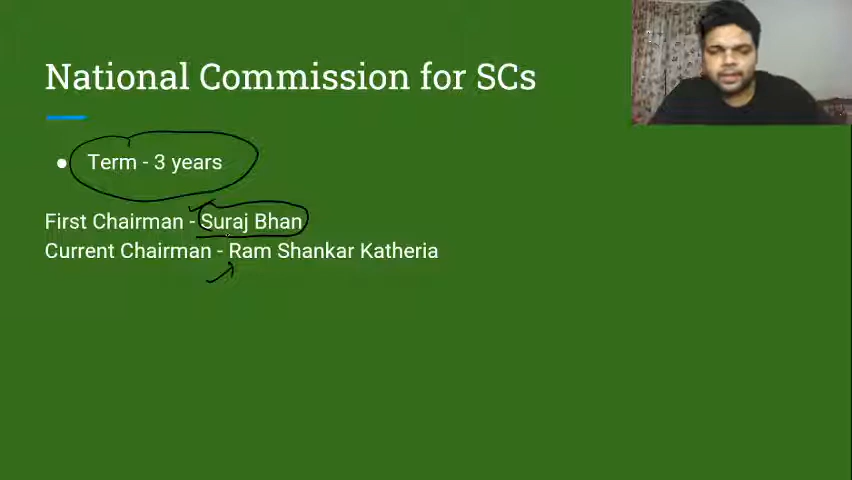 National Commission for SCs
● Term - 3 years
First Chairman - Suraj Bhan
Current Chairman - Ram Shankar Katheria